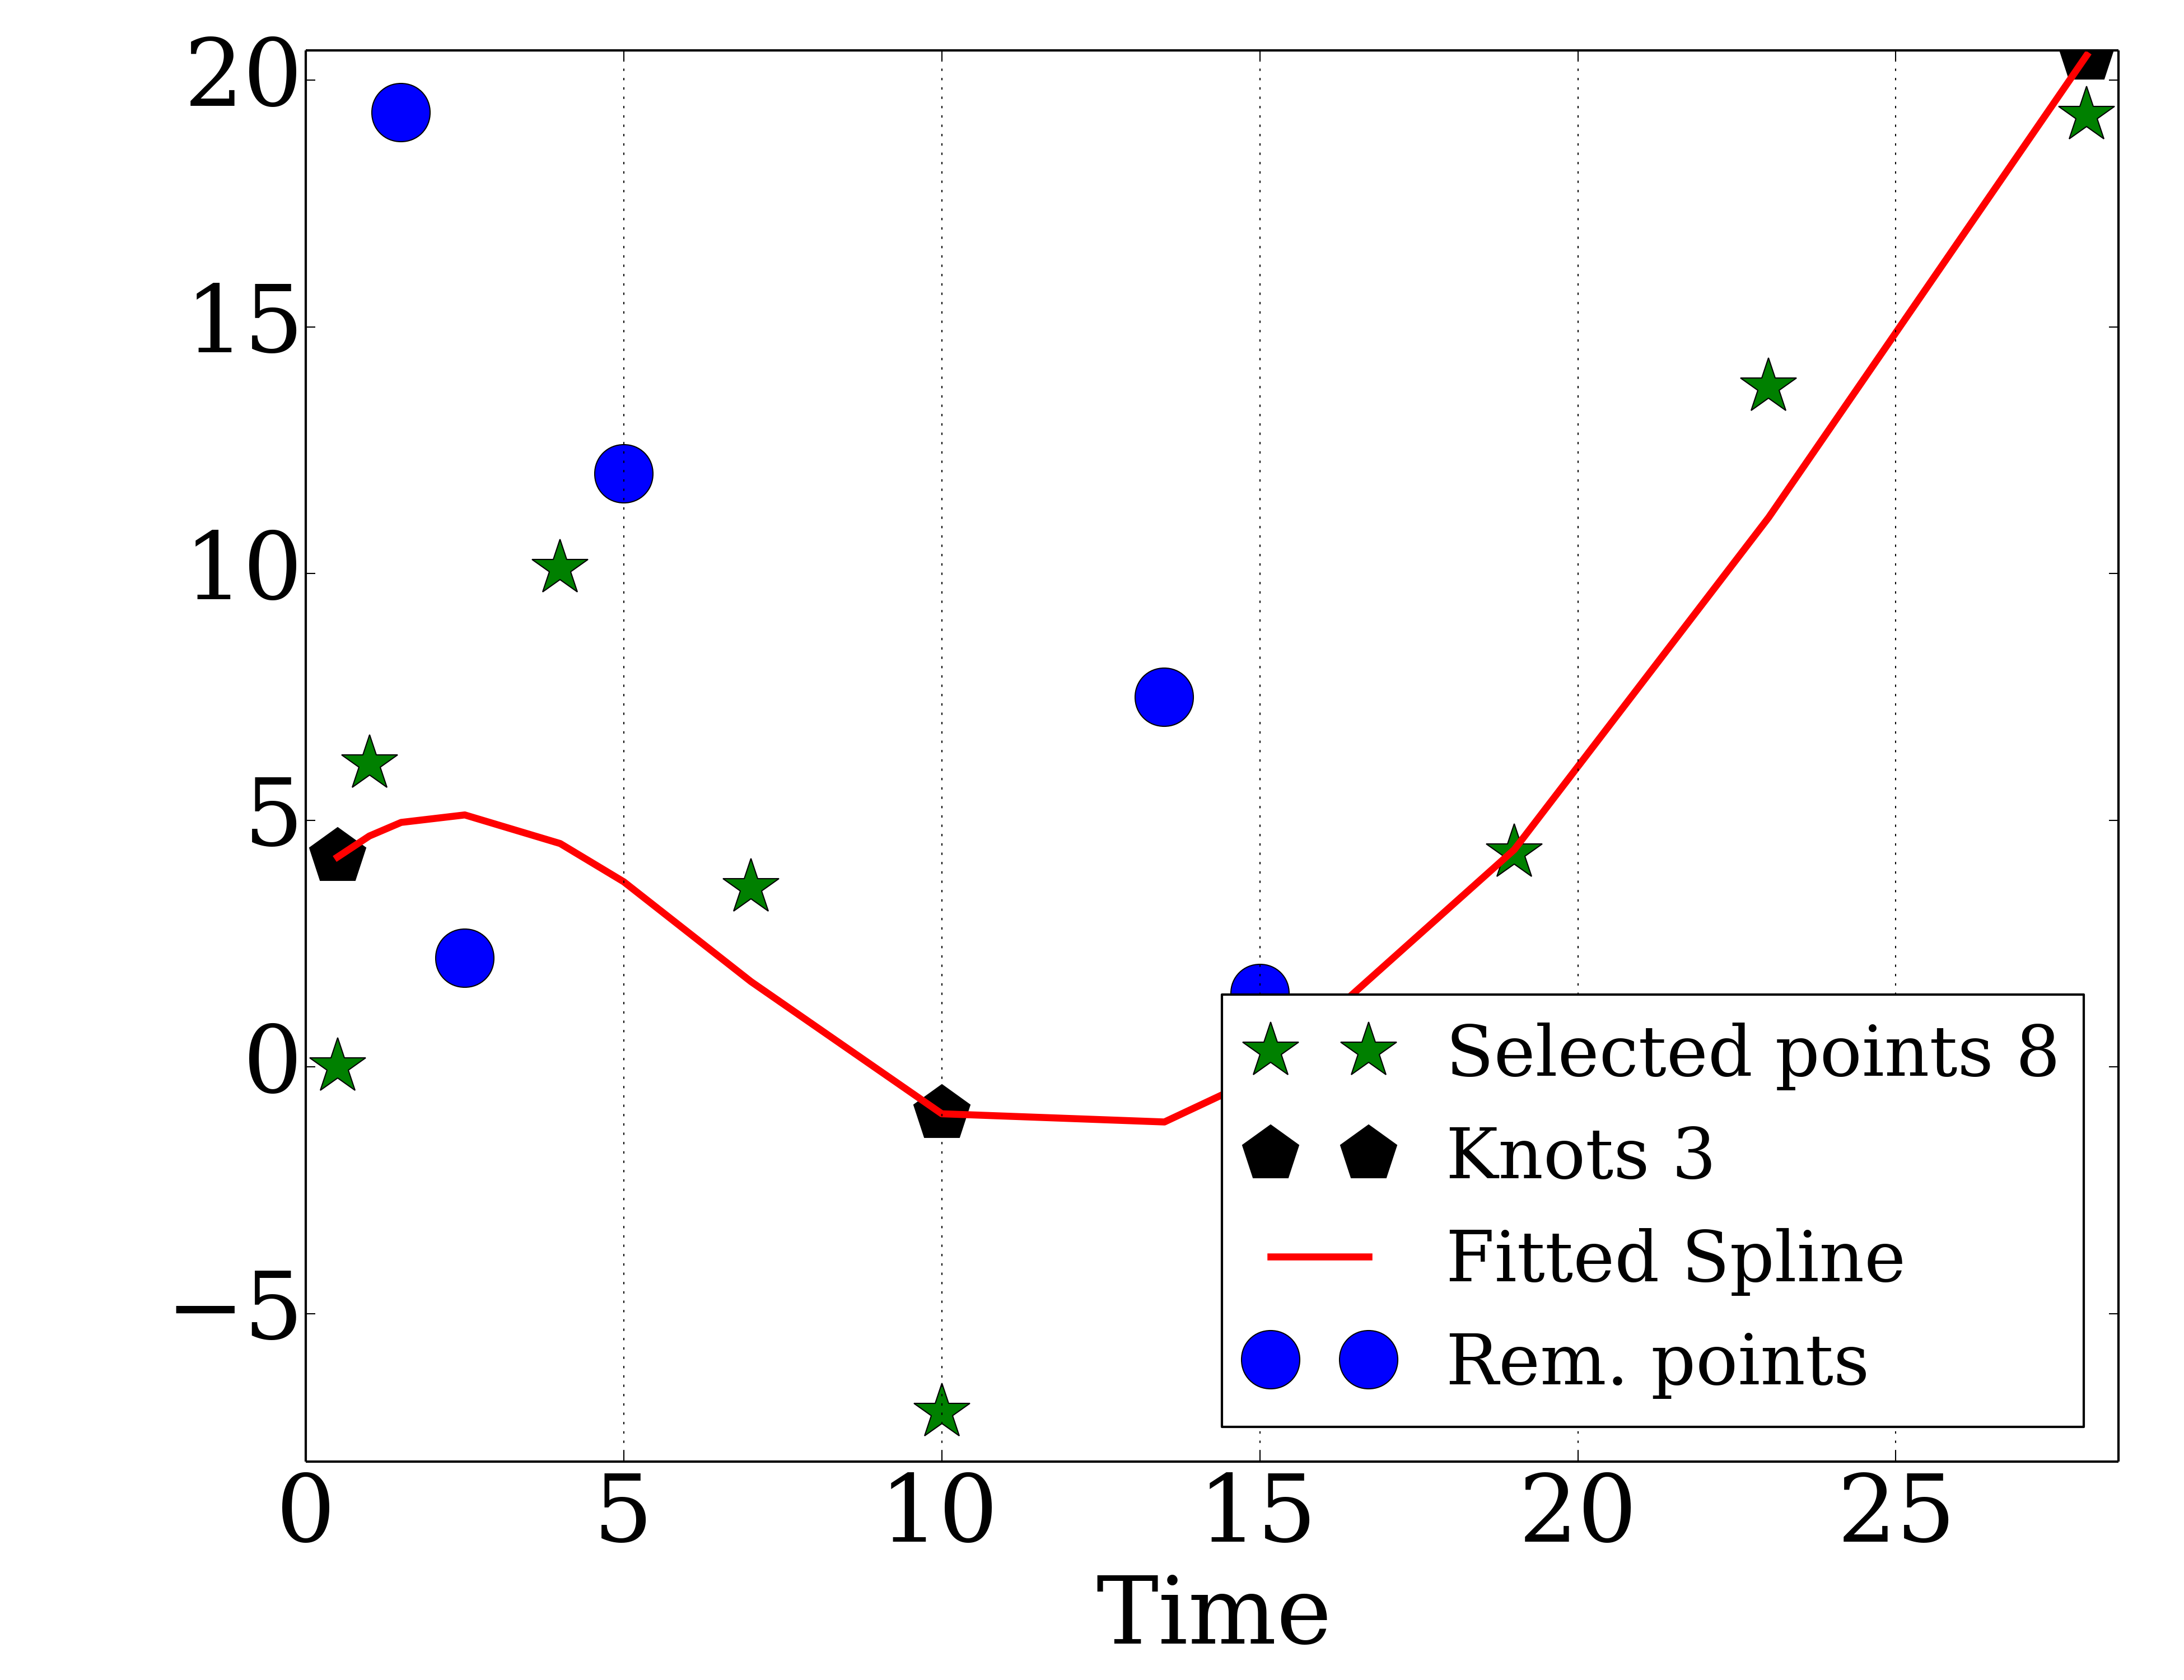 20
15
10
5
0
−5
0 5 10 15 20 25
Time
Selected points 8
Knots 3
Fitted Spline
Rem. points